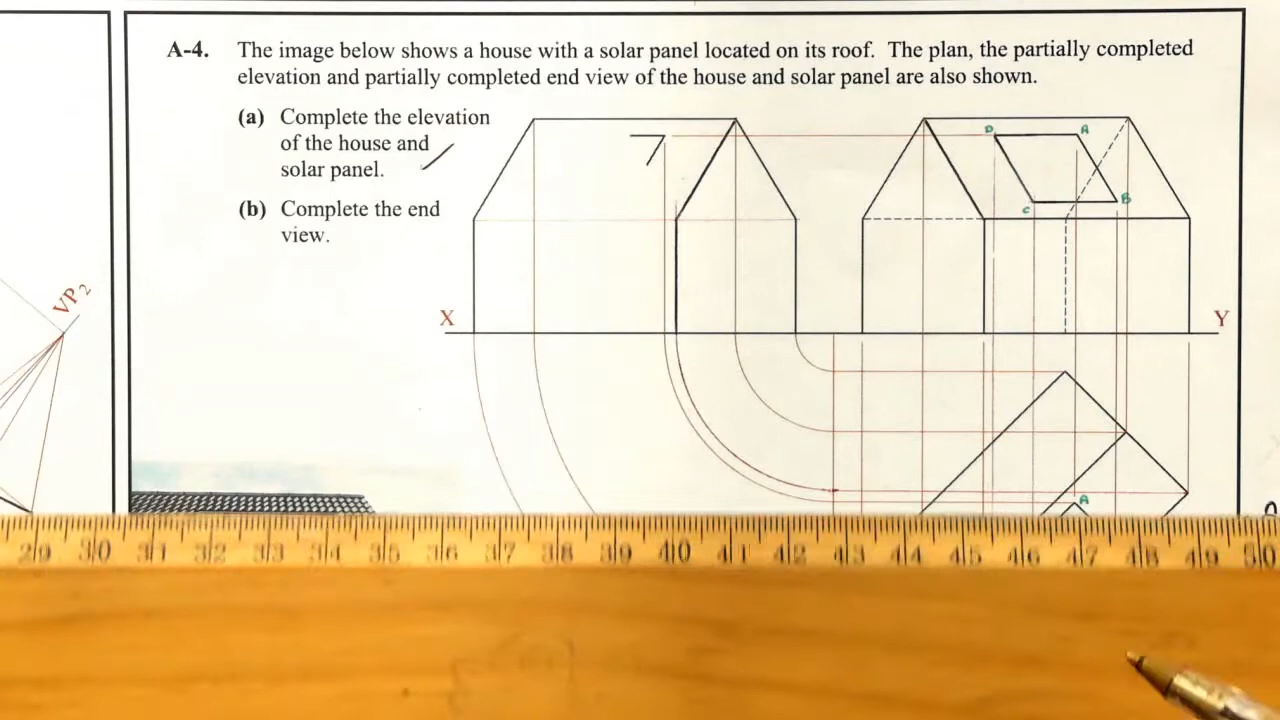 A-4. The image below shows a house with a solar panel located on its roof. The plan, the partially completed
elevation and partially completed end view of the house and solar panel are also shown.
(a) Complete the elevation
of the house and
solar panel.
(b) Complete the end
view.
D
A
C
B
X
Y
VP2
A
29 30 31 32 33 34 35 36 37 38 39 40 41 42 43 44 45 46 47 48 49 50